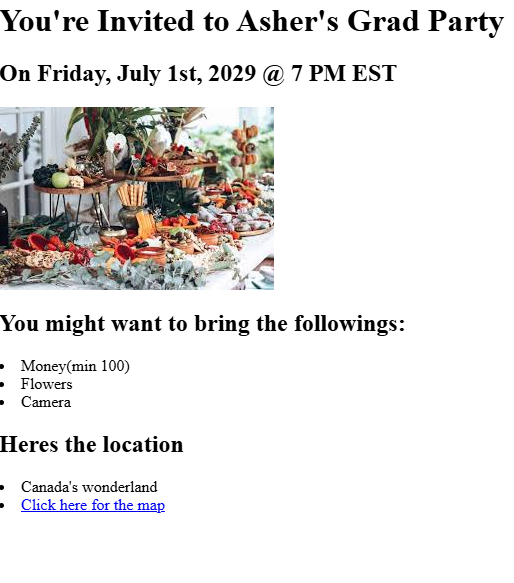 You're Invited to Asher's Grad Party
On Friday, July 1st, 2029 @ 7 PM EST
You might want to bring the followings:
Money(min 100)
Flowers
Camera
Heres the location
Canada's wonderland
Click here for the map